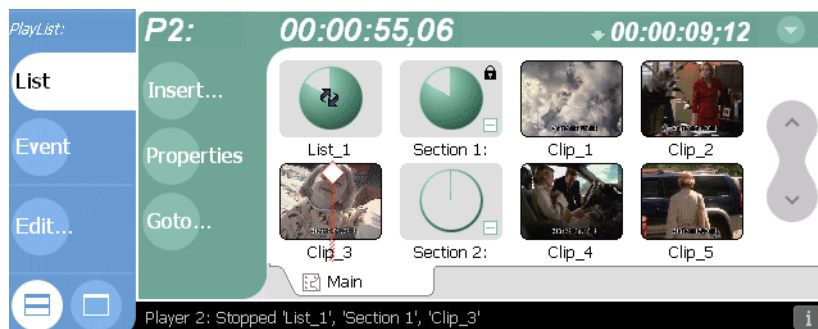 PlayList:
P2:
00:00:55,06
00:00:09;12
List
Event
Edit...
Insert...
Properties
Goto...
List_1
Section 1:
Clip_1
Clip_2
Clip_3
Section 2:
Clip_4
Clip_5
Main
Player 2: Stopped 'List_1', 'Section 1', 'Clip_3'
i